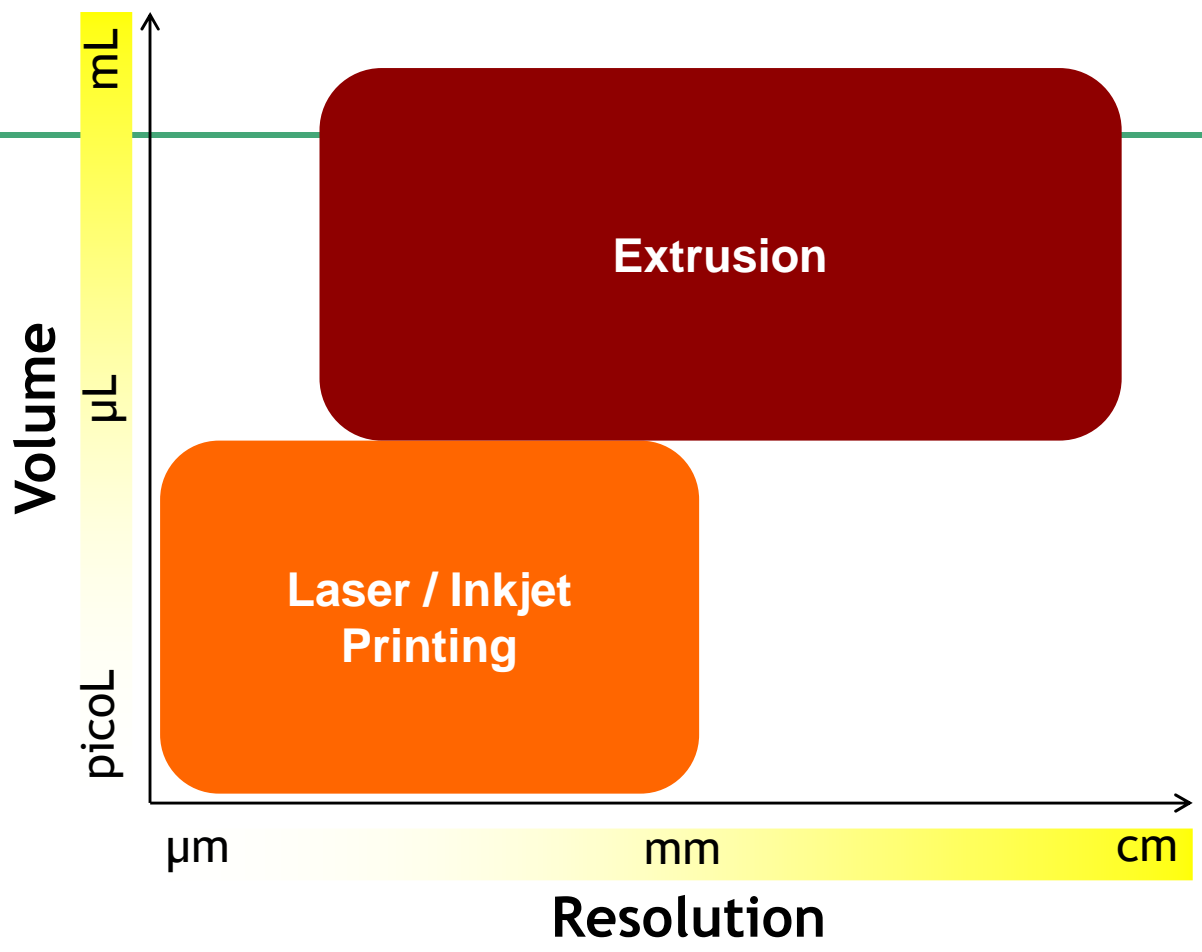 mL
Extrusion
Volume
µL
Laser / Inkjet
Printing
picoL
µm
mm
cm
Resolution